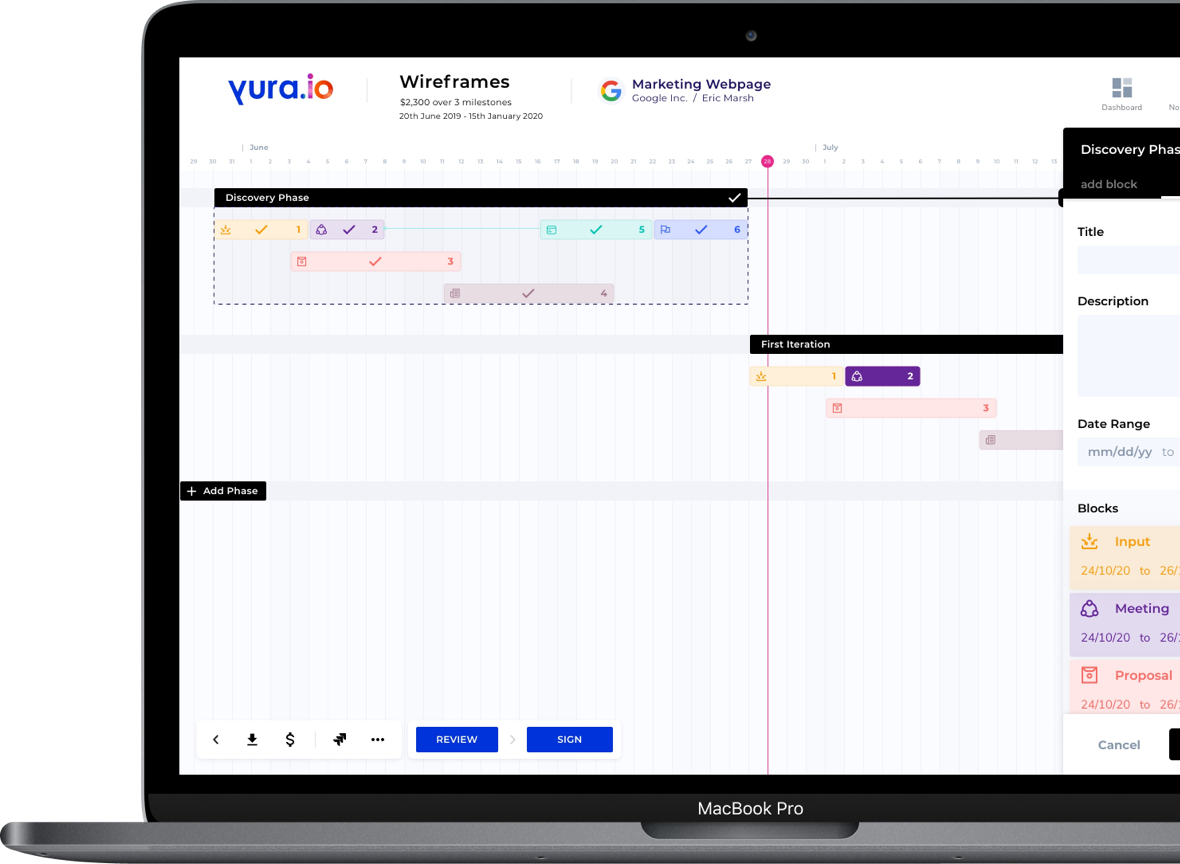 yura.io
Wireframes
$2,300 over 3 milestones
20th June 2019 - 15th January 2020
Marketing Webpage
Google Inc. / Eric Marsh
Dashboard
No
June
July
29 30 31 1 2 3 4 5 6 7 8 9 10 11 12 13 14 15 16 17 18 19 20 21 22 23 24 25 26 27 28 29 30 1 2 3 4 5 6 7 8 9 10 11 12 13
Discovery Phas
add block
Discovery Phase
1 2 5 6
3
4
First Iteration
1 2
3
Add Phase
Title
Description
Date Range
mm/dd/yy to
Blocks
Input
24/10/20 to 26/
Meeting
24/10/20 to 26/
Proposal
24/10/20 to 26/
Cancel
$
REVIEW
SIGN
MacBook Pro